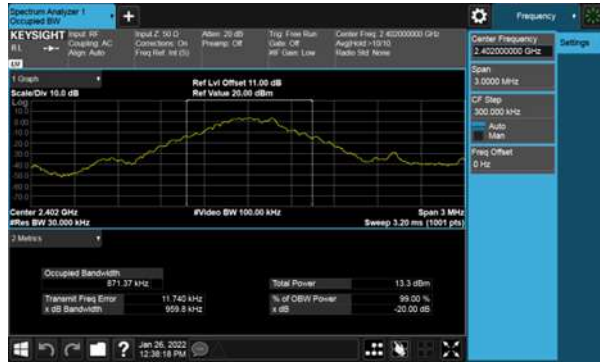 Spectrum Analyzer 1
Occupied BW
Frequency
KEYSIGHT
Input: RF
Coupling: AC
Align: Auto
Input Z: 50 Ω
Corrections: On
Freq Ref: Int (S)
Atten: 20 dB
Preamp: Off
Trig: Free Run
Gate: Off
#IF Gain: Low
Center Freq: 2.402000000 GHz
Avg|Hold:>10/10
Radio Std: None
Center Frequency
2.402000000 GHz
Settings
Span
3.0000 MHz
CF Step
300.000 kHz
Auto
Man
Freq Offset
0 Hz
1 Graph
Scale/Div 10.0 dB
Ref Lvl Offset 11.00 dB
Ref Value 20.00 dBm
Log
10.0
0.00
Center 2.402 GHz
#Res BW 30.000 kHz
#Video BW 100.00 kHz
Span 3 MHz
Sweep 3.20 ms (1001 pts)
2 Metrics
Occupied Bandwidth
871.37 kHz
Total Power
13.3 dBm
Transmit Freq Error
11.740 kHz
% of OBW Power
99.00 %
x dB Bandwidth
959.8 kHz
x dB
-20.00 dB
Jan 26, 2022
12:38:18 PM